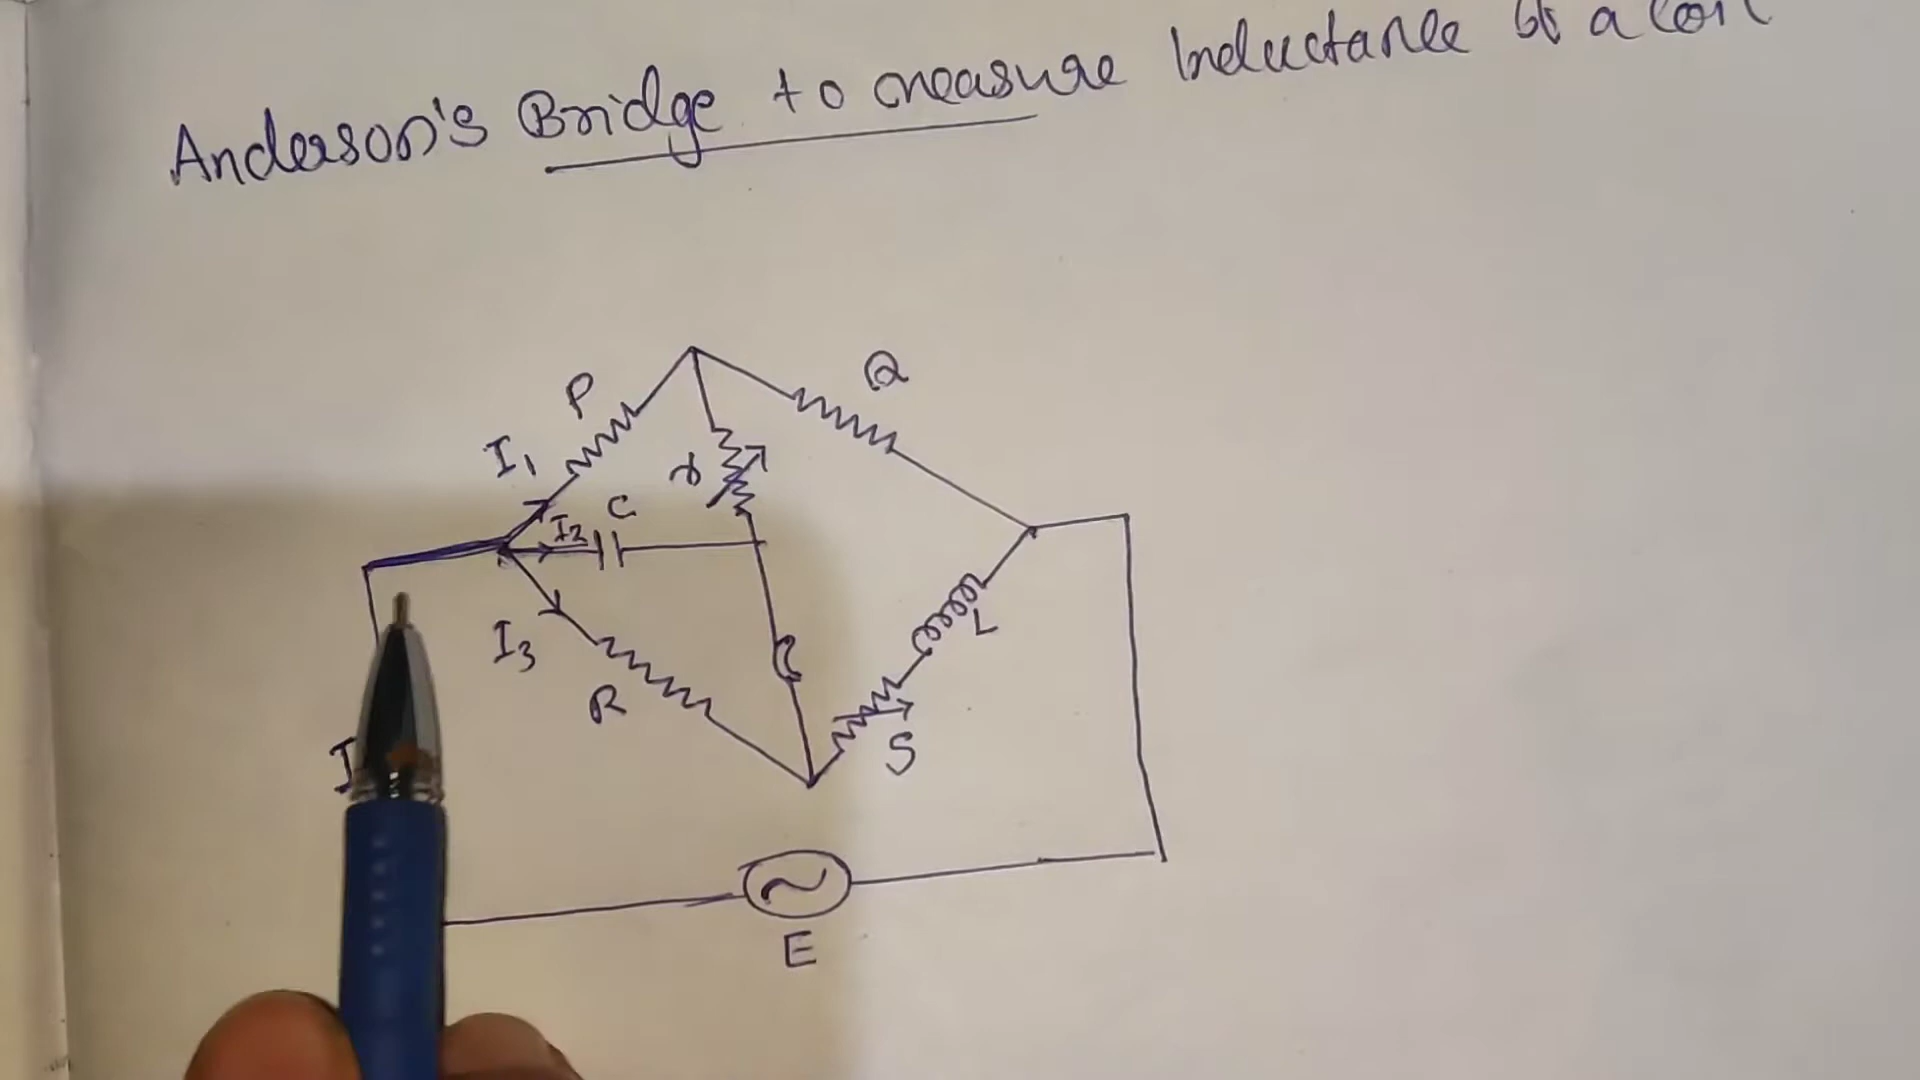 Anderson's Bridge to measure Inductance of a Coil
P
Q
I1
r
C
I2
I3
L
R
S
I
E